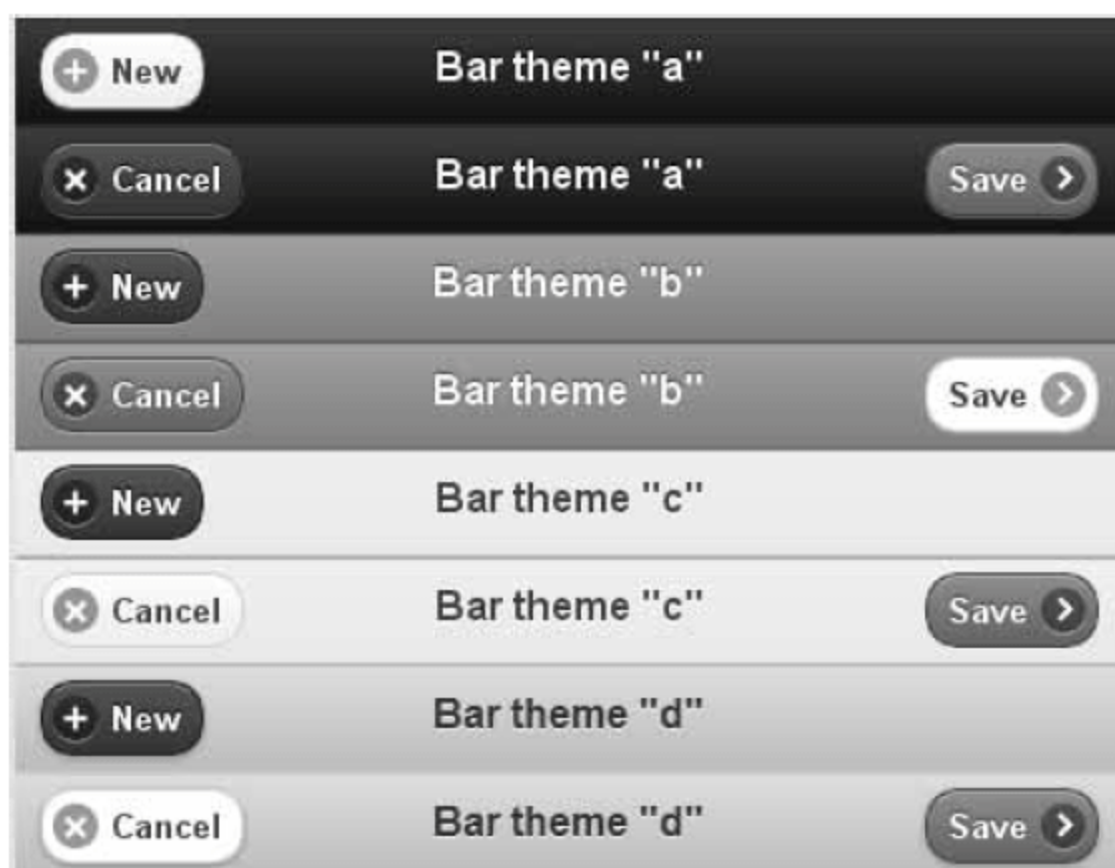 New Bar theme "a"
Cancel Bar theme "a" Save
New Bar theme "b"
Cancel Bar theme "b" Save
New Bar theme "c"
Cancel Bar theme "c" Save
New Bar theme "d"
Cancel Bar theme "d" Save